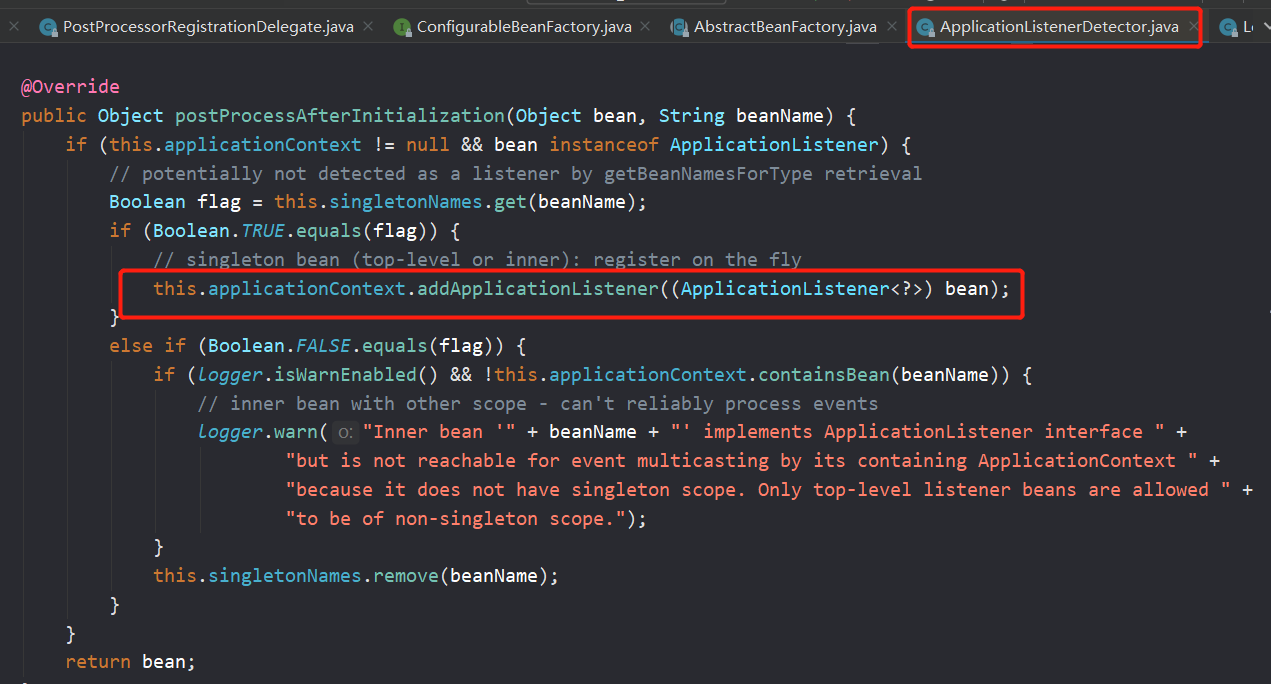 PostProcessorRegistrationDelegate.java ConfigurableBeanFactory.java AbstractBeanFactory.java ApplicationListenerDetector.java
@Override
public Object postProcessAfterInitialization(Object bean, String beanName) {
if (this.applicationContext != null && bean instanceof ApplicationListener) {
// potentially not detected as a listener by getBeanNamesForType retrieval
Boolean flag = this.singletonNames.get(beanName);
if (Boolean.TRUE.equals(flag)) {
// singleton bean (top-level or inner): register on the fly
this.applicationContext.addApplicationListener((ApplicationListener<?>) bean);
}
else if (Boolean.FALSE.equals(flag)) {
if (logger.isWarnEnabled() && !this.applicationContext.containsBean(beanName)) {
// inner bean with other scope - can't reliably process events
logger.warn( o: "Inner bean '" + beanName + "' implements ApplicationListener interface " +
"but is not reachable for event multicasting by its containing ApplicationContext " +
"because it does not have singleton scope. Only top-level listener beans are allowed " +
"to be of non-singleton scope.");
}
this.singletonNames.remove(beanName);
}
}
return bean;